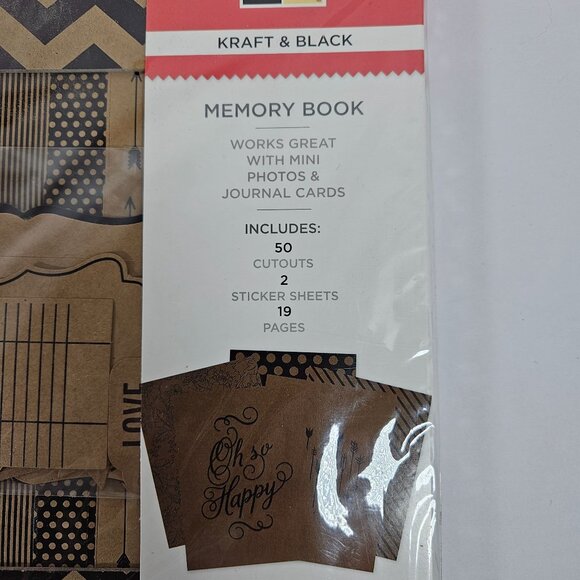 KRAFT & BLACK
MEMORY BOOK
WORKS GREAT
WITH MINI
PHOTOS &
JOURNAL CARDS
INCLUDES:
50
CUTOUTS
2
STICKER SHEETS
19
PAGES
LOVE
Oh so
Happy